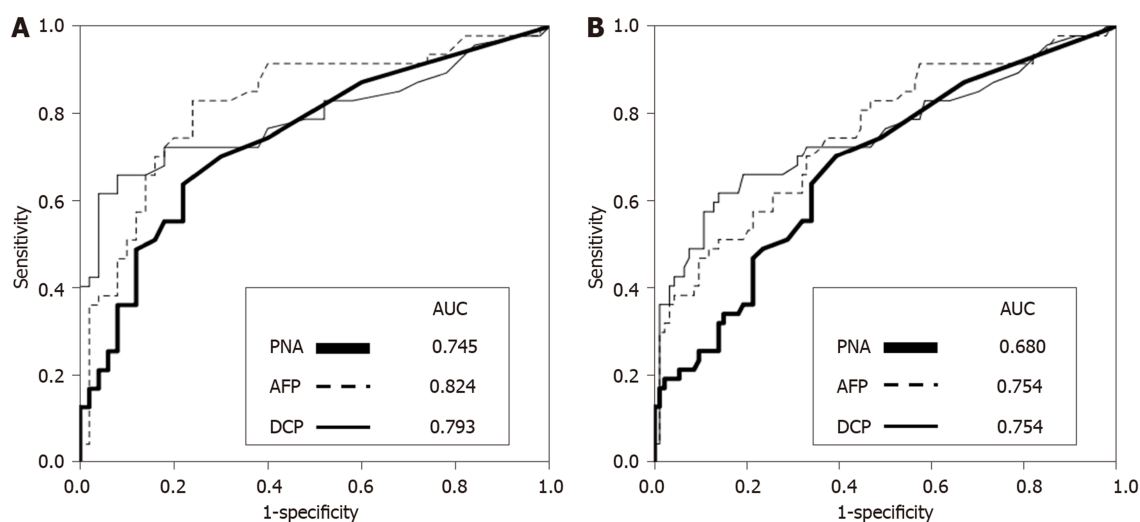 A
Sensitivity
1.0
0.8
0.6
0.4
0.2
0.0
AUC
PNA 0.745
AFP 0.824
DCP 0.793
0.0 0.2 0.4 0.6 0.8 1.0
1-specificity
B
Sensitivity
1.0
0.8
0.6
0.4
0.2
0.0
AUC
PNA 0.680
AFP 0.754
DCP 0.754
0.0 0.2 0.4 0.6 0.8 1.0
1-specificity